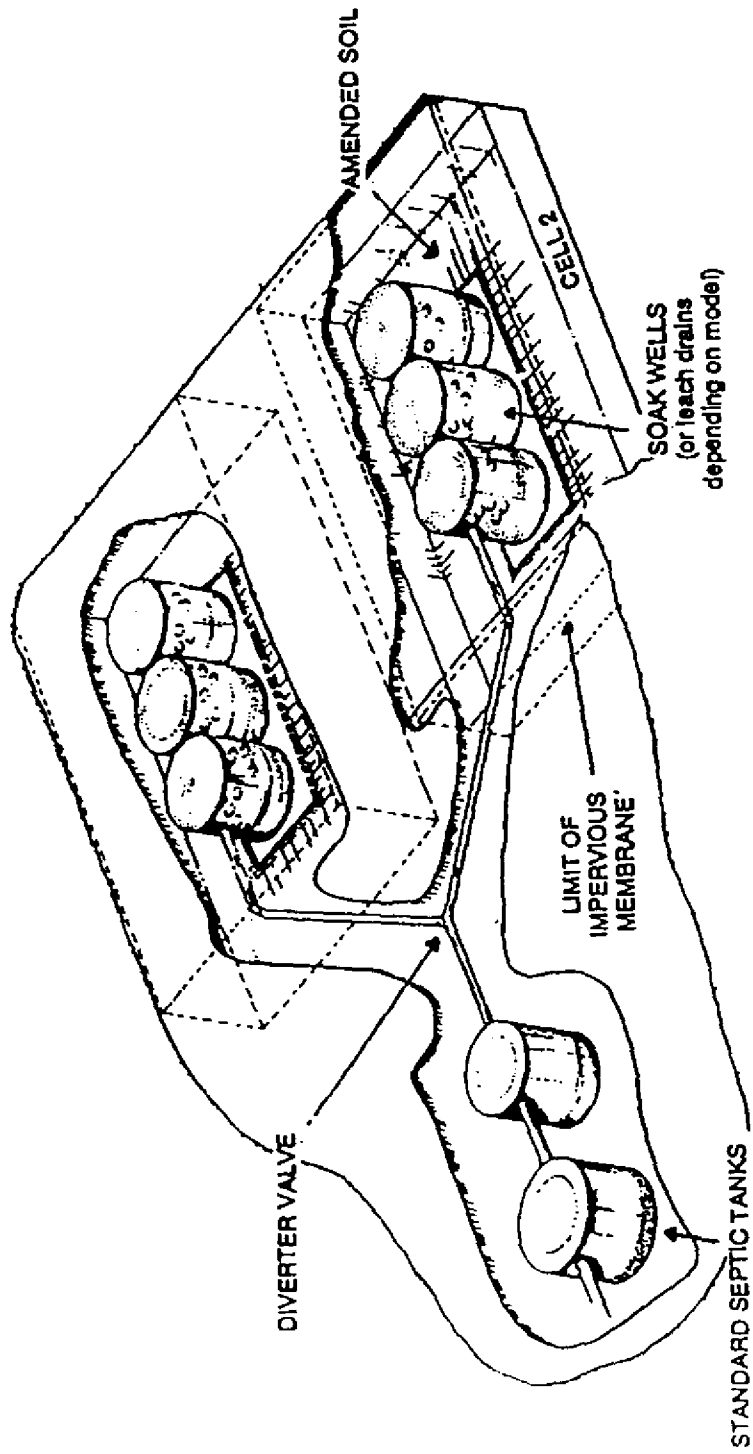 AMENDED SOIL
CELL 2
SOAK WELLS
(or leach drains
depending on model)
LIMIT OF
IMPERVIOUS
MEMBRANE'
DIVERTER VALVE
STANDARD SEPTIC TANKS